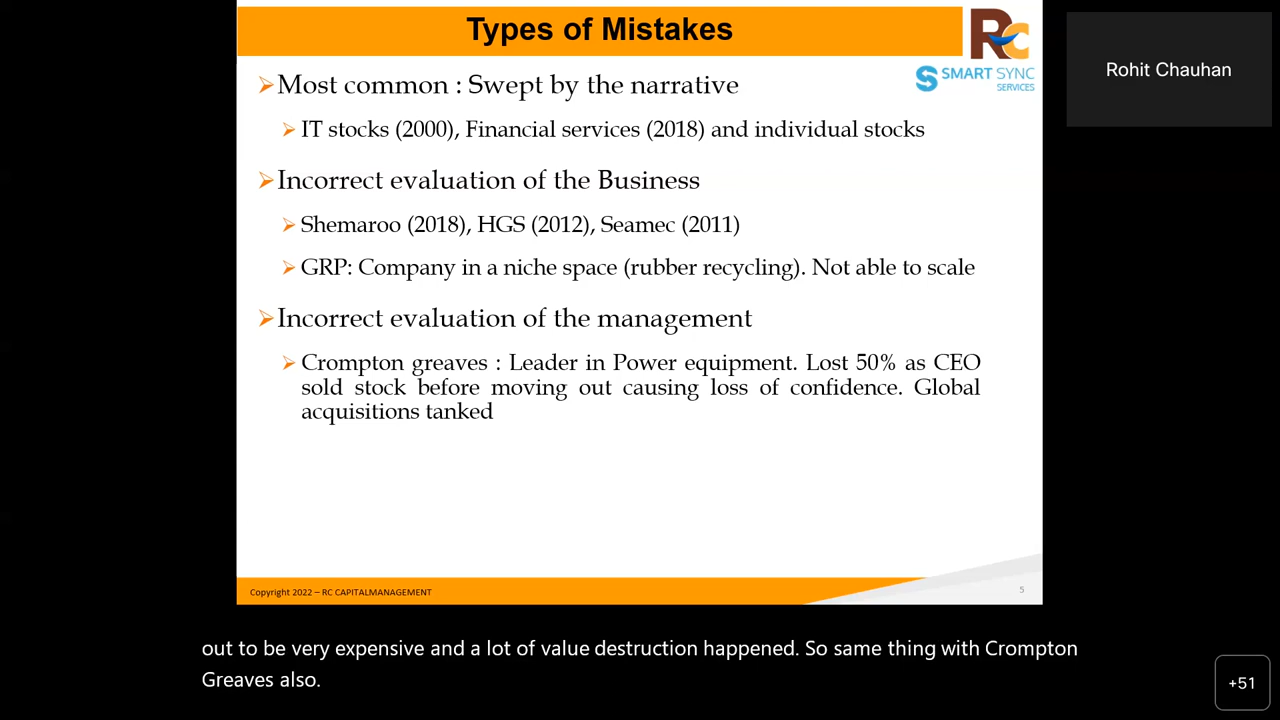 Types of Mistakes
Rc
SMART SYNC
SERVICES
Rohit Chauhan
➢Most common : Swept by the narrative
➢IT stocks (2000), Financial services (2018) and individual stocks
➢Incorrect evaluation of the Business
➢Shemaroo (2018), HGS (2012), Seamec (2011)
➢GRP: Company in a niche space (rubber recycling). Not able to scale
➢Incorrect evaluation of the management
➢Crompton greaves : Leader in Power equipment. Lost 50% as CEO
sold stock before moving out causing loss of confidence. Global
acquisitions tanked
Copyright 2022 – RC CAPITALMANAGEMENT
5
out to be very expensive and a lot of value destruction happened. So same thing with Crompton
Greaves also.
+51